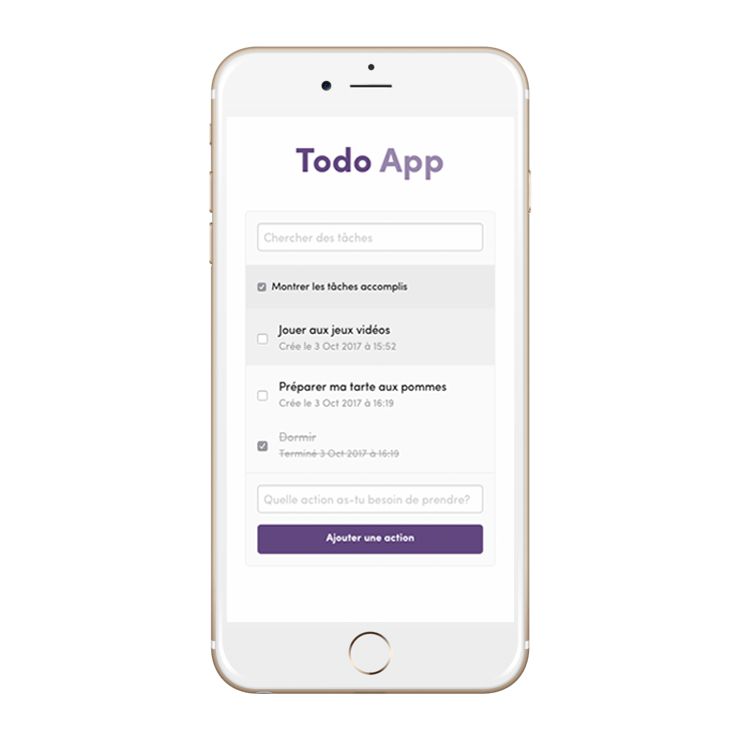 Todo App
Chercher des tâches
Montrer les tâches accomplis
Jouer aux jeux vidéos
Crée le 3 Oct 2017 à 15:52
Préparer ma tarte aux pommes
Crée le 3 Oct 2017 à 16:19
Dormir
Terminé 3 Oct 2017 à 16:19
Quelle action as-tu besoin de prendre?
Ajouter une action